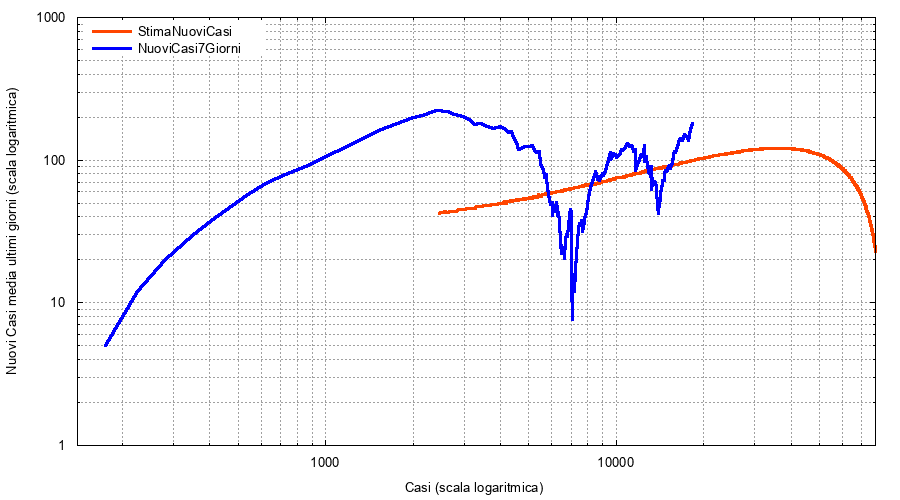 1000
StimaNuoviCasi
NuoviCasi7Giorni
100
10
1
Nuovi Casi media ultimi giorni (scala logaritmica)
1000
10000
Casi (scala logaritmica)